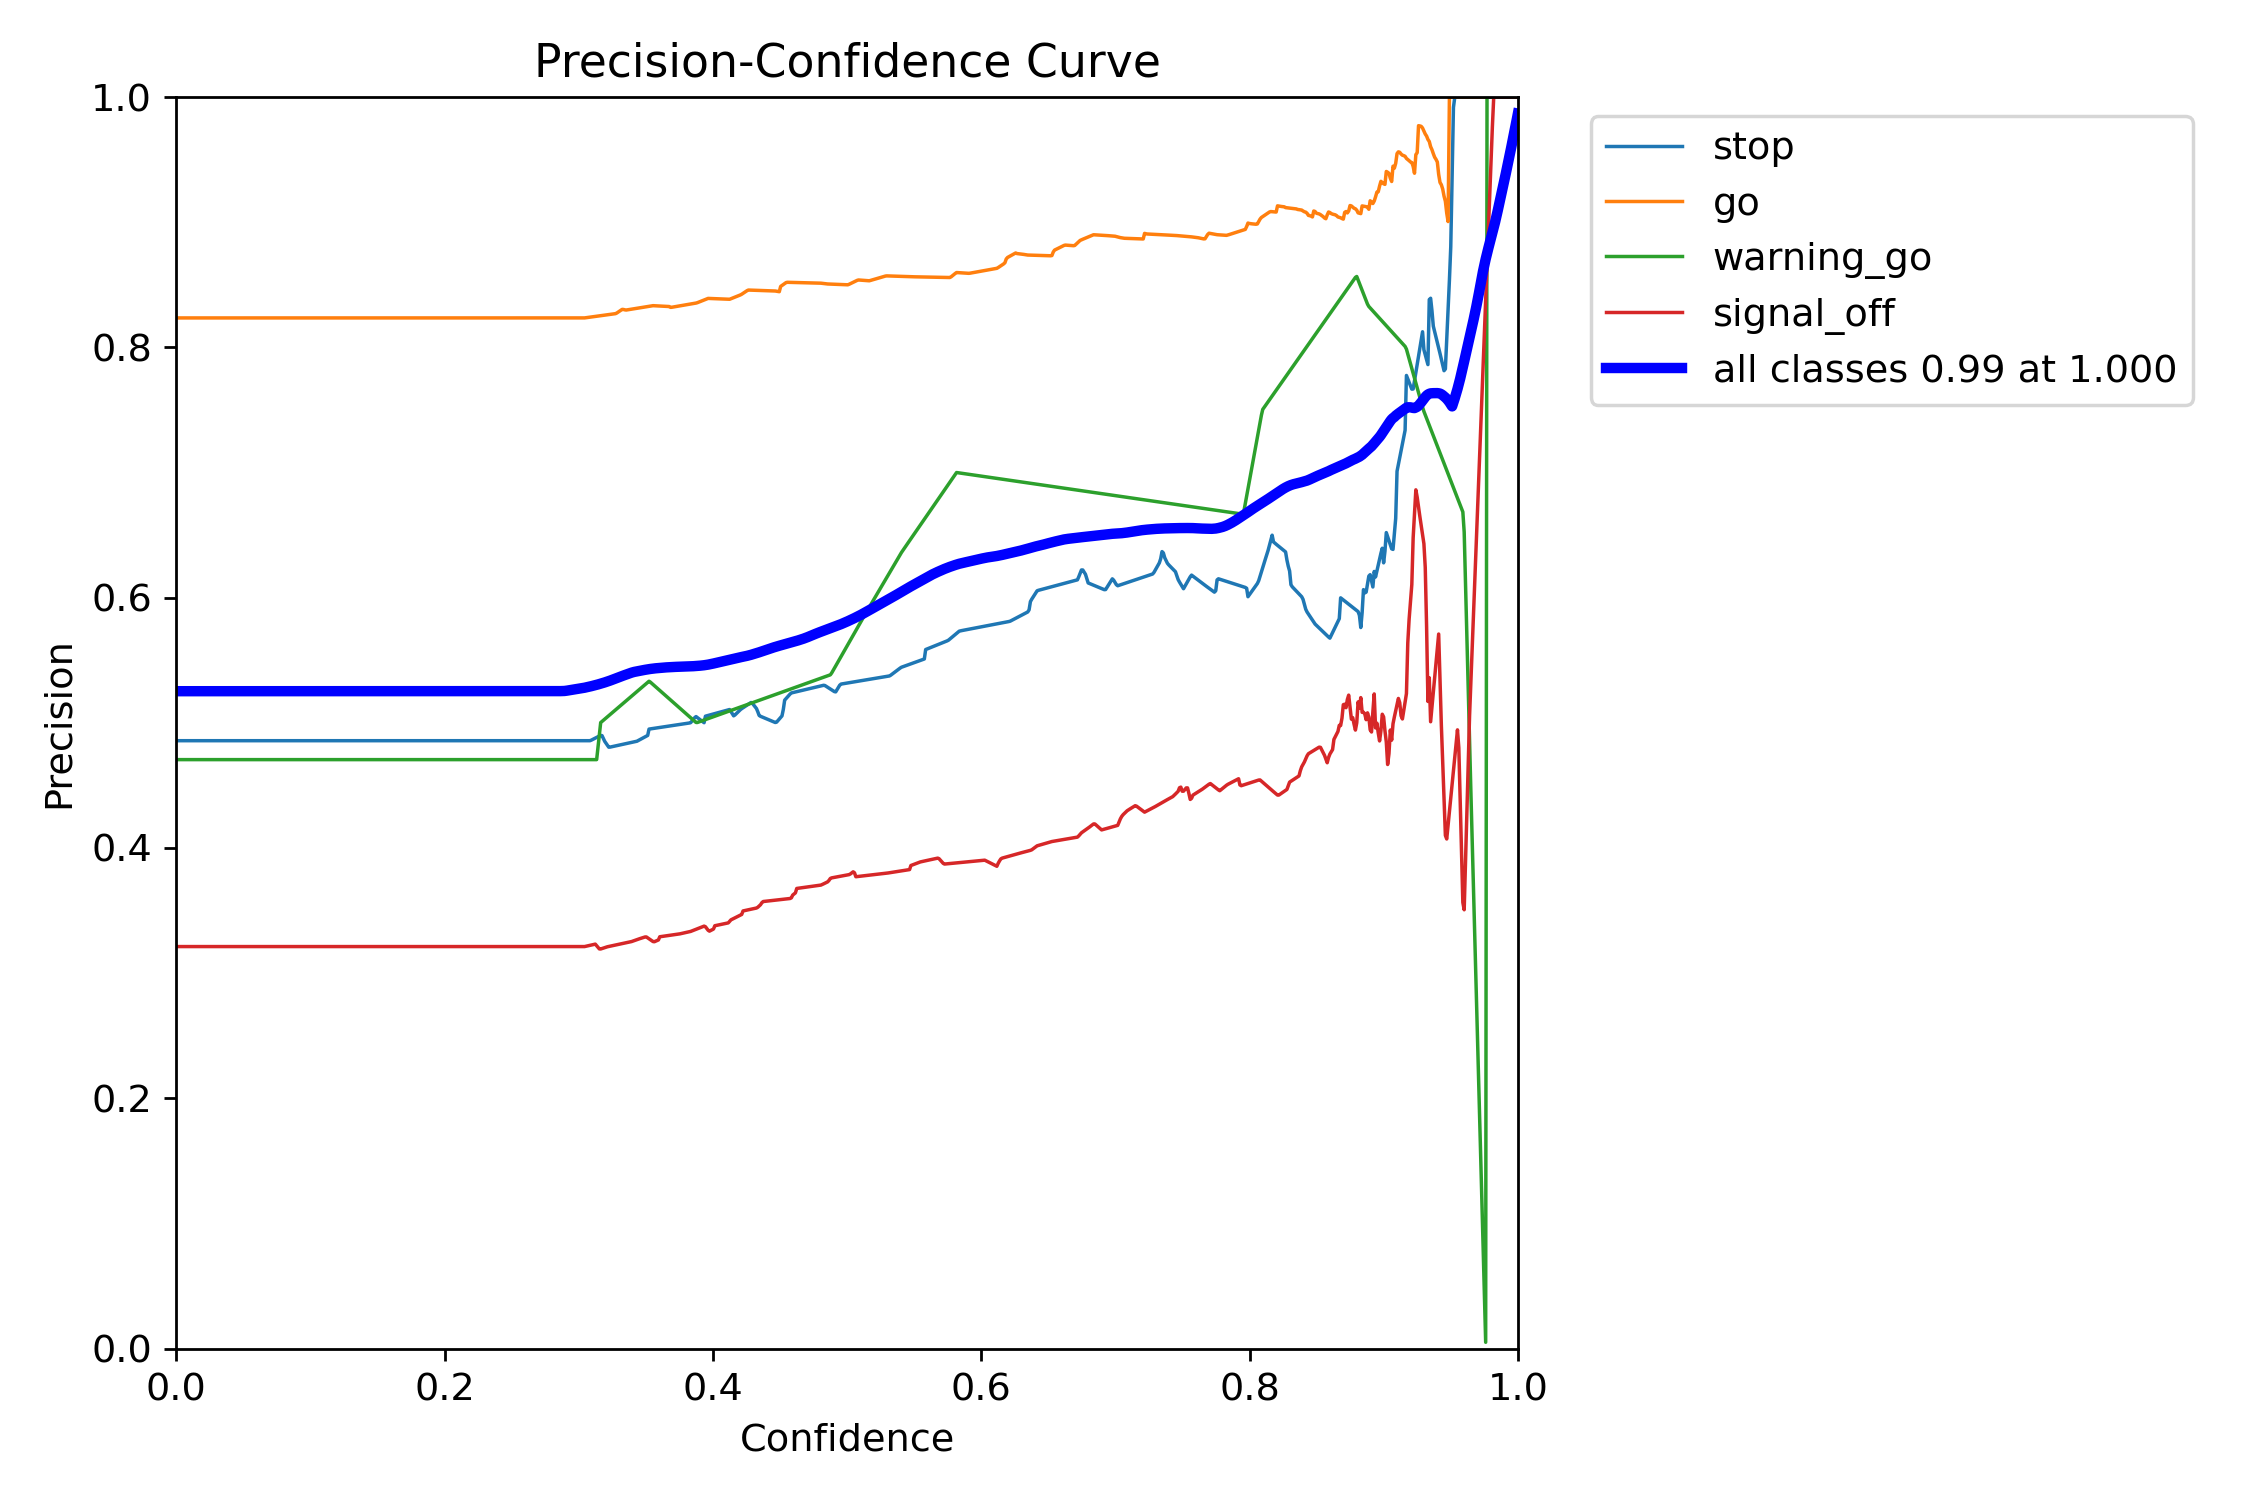 Precision-Confidence Curve
1.0
0.8
0.6
0.4
0.2
0.0
Precision
0.0 0.2 0.4 0.6 0.8 1.0
Confidence
stop
go
warning_go
signal_off
all classes 0.99 at 1.000